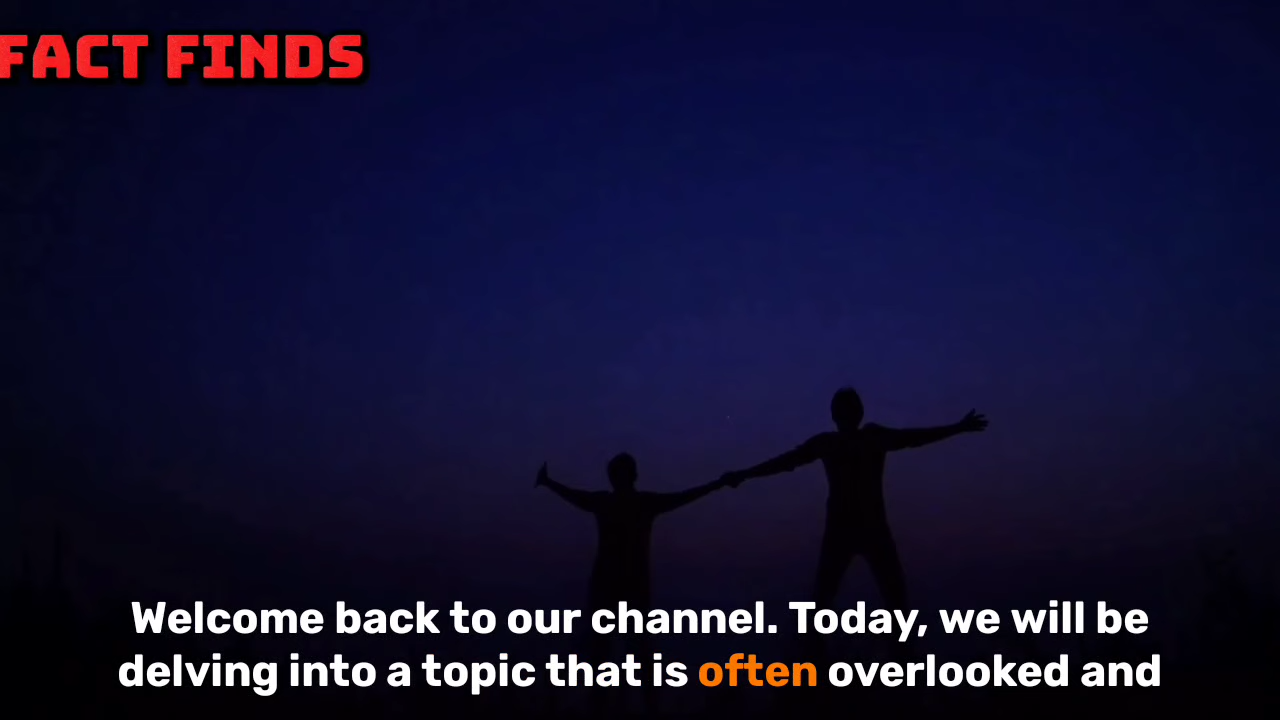 FACT FINDS
Welcome back to our channel. Today, we will be
delving into a topic that is often overlooked and